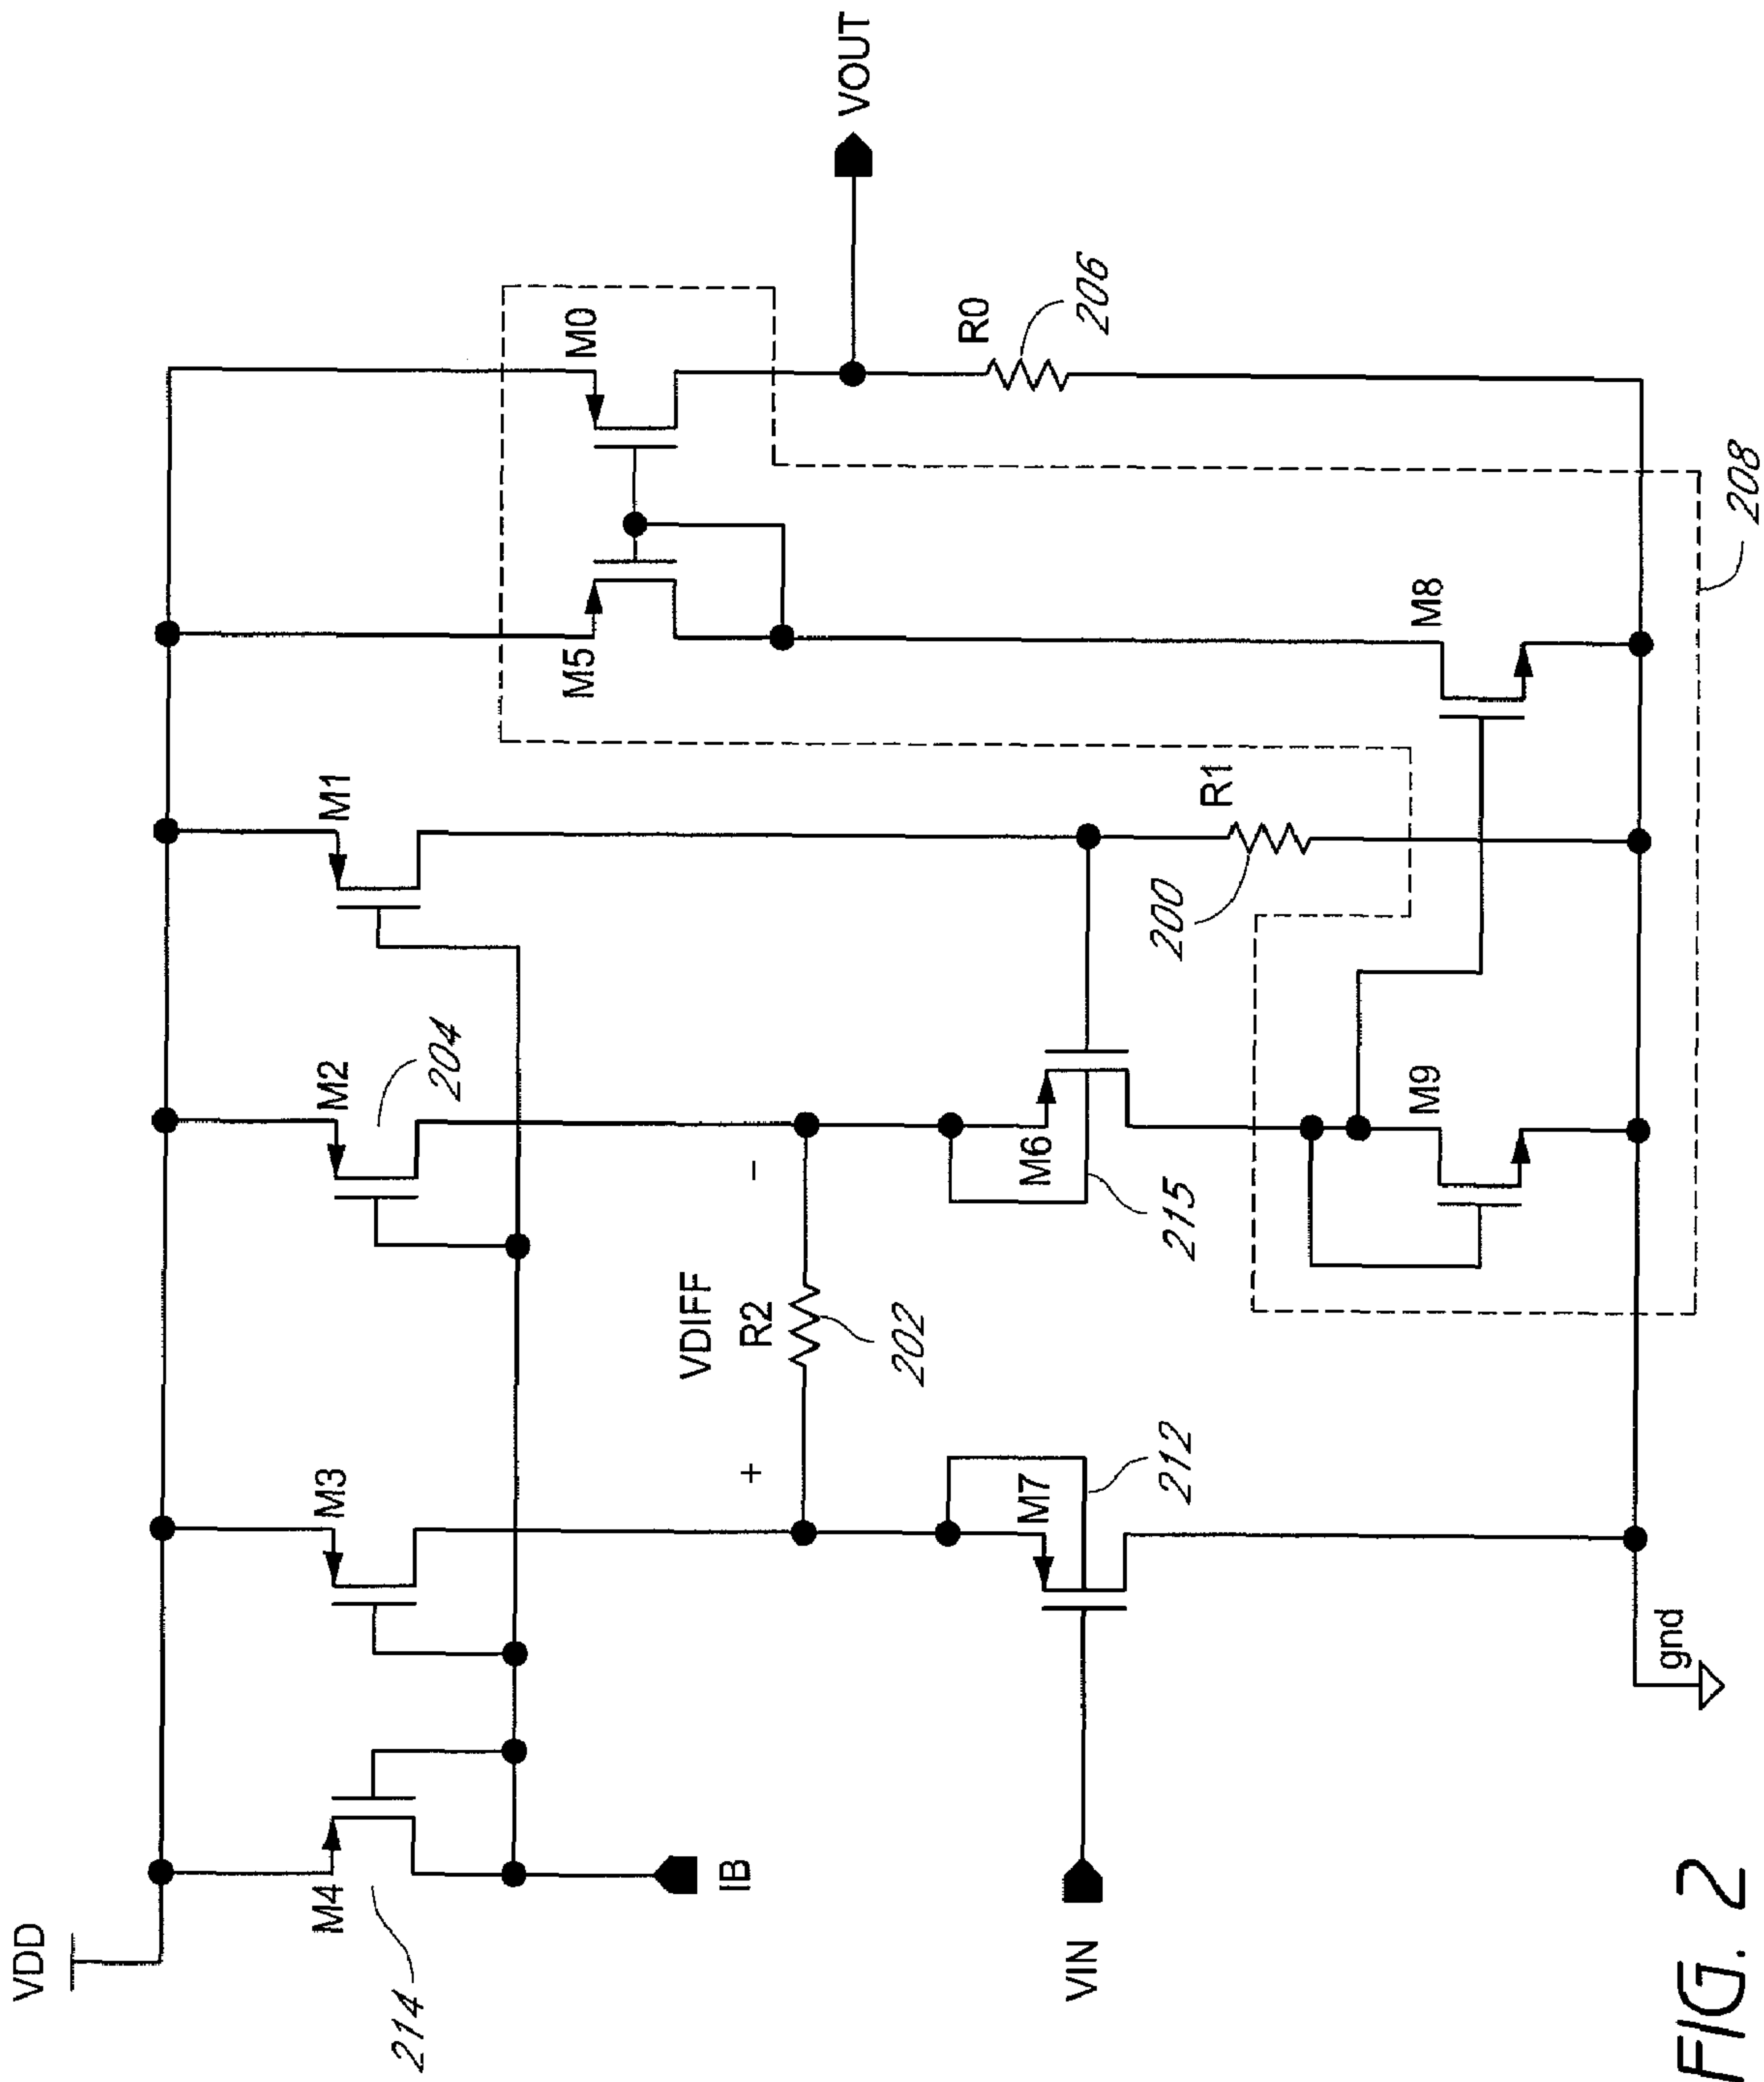 VDD
M4
214
IB
M3
M2
204
M1
M5
M0
VOUT
VDIFF
+
R2
−
202
R0
206
VIN
M7
212
M6
215
R1
200
M9
M8
208
gnd
FIG. 2